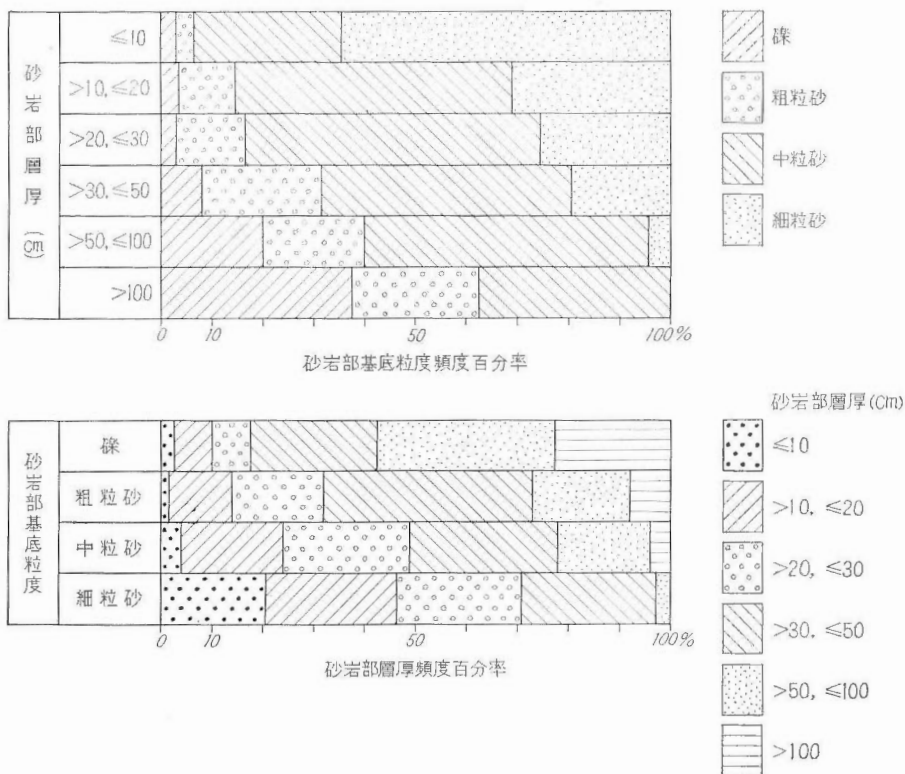 砂岩部層厚(cm)
≤10
>10,≤20
>20,≤30
>30,≤50
>50,≤100
>100
0 10 50 100%
砂岩部基底粒度頻度百分率
礫
粗粒砂
中粒砂
細粒砂
砂岩部基底粒度
礫
粗粒砂
中粒砂
細粒砂
0 10 50 100%
砂岩部層厚頻度百分率
砂岩部層厚(cm)
≤10
>10, ≤20
>20, ≤30
>30, ≤50
>50, ≤100
>100